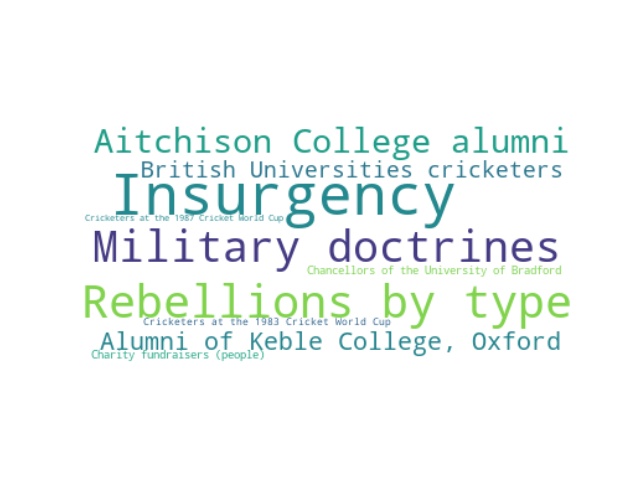 Aitchison College alumni
British Universities cricketers
Insurgency
Cricketers at the 1987 Cricket World Cup
Military doctrines
Chancellors of the University of Bradford
Rebellions by type
Cricketers at the 1983 Cricket World Cup
Alumni of Keble College, Oxford
Charity fundraisers (people)